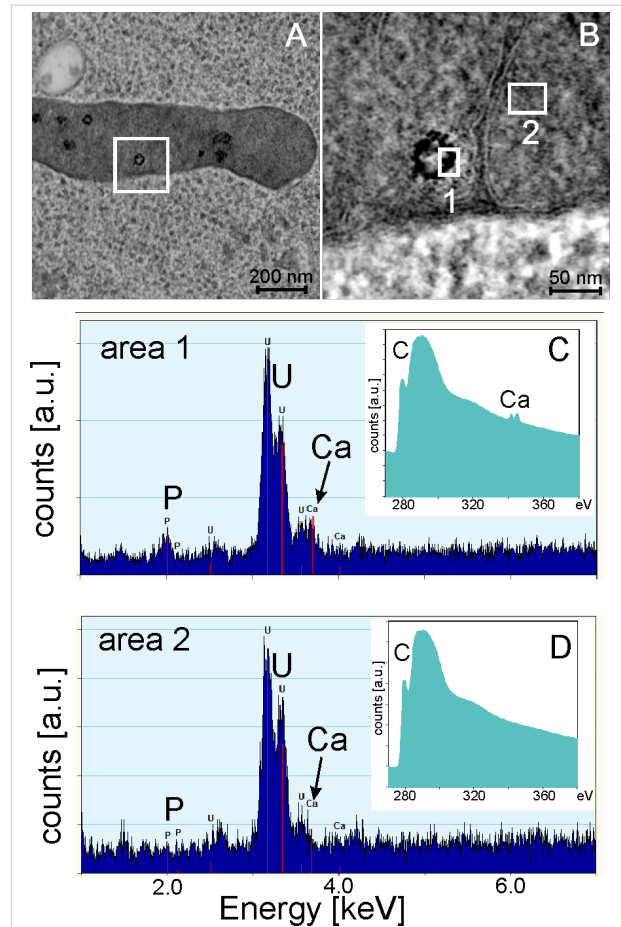 A
B
1
2
200 nm
50 nm
area 1
U
U
U
P
P
P
U
U
Ca
Ca
Ca
counts [a.u.]
C
C
Ca
counts [a.u.]
280
320
360
eV
area 2
U
U
U
P
P
P
U
U
Ca
Ca
Ca
counts [a.u.]
D
C
counts [a.u.]
280
320
360
eV
2.0
4.0
6.0
Energy [keV]